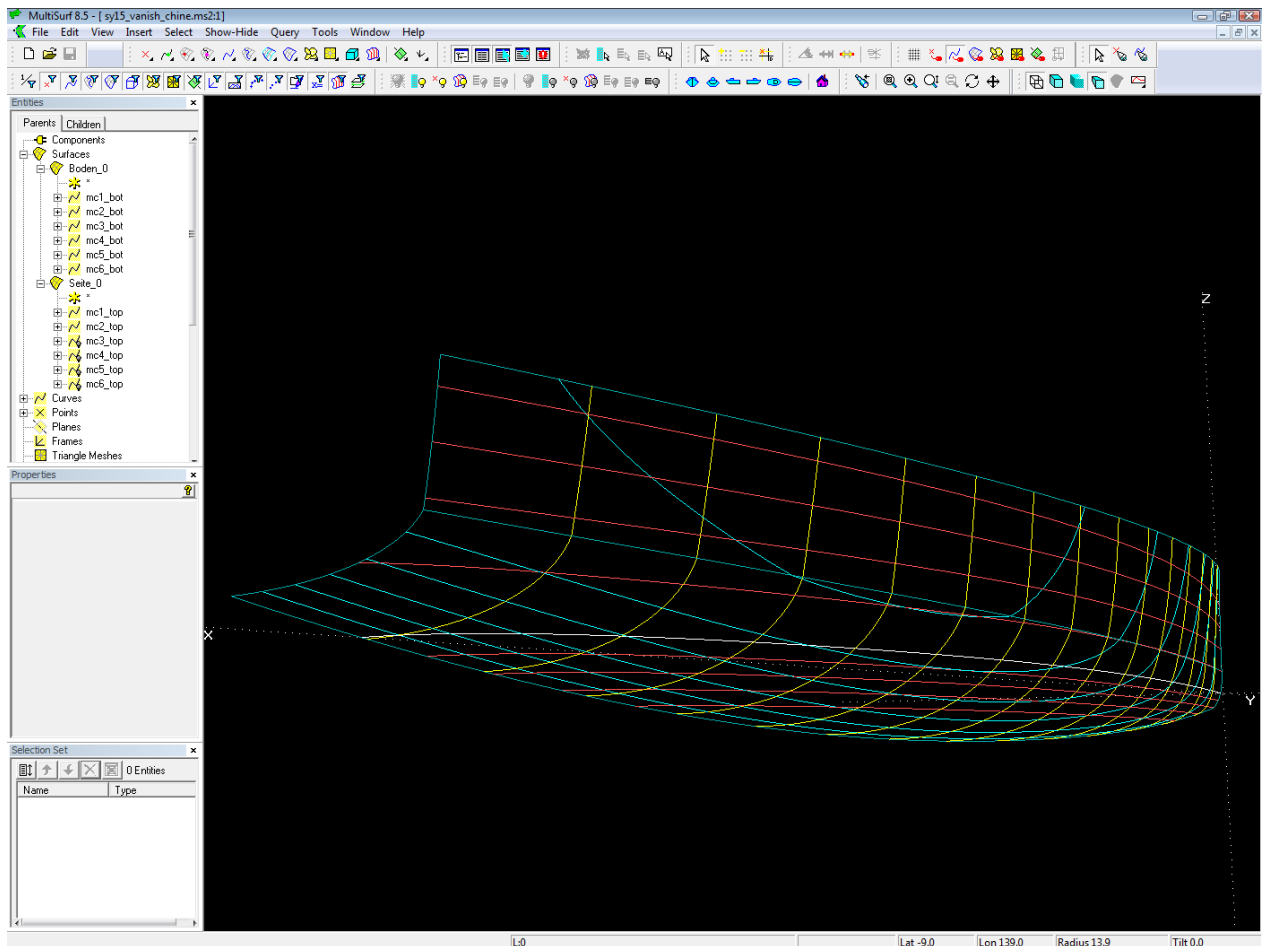 MultiSurf 8.5 - [ sy15_vanish_chine.ms2:1]
File Edit View Insert Select Show-Hide Query Tools Window Help
Entities
Parents Children
Components
Surfaces
Boden_0
*
mc1_bot
mc2_bot
mc3_bot
mc4_bot
mc5_bot
mc6_bot
Seite_0
*
mc1_top
mc2_top
mc3_top
mc4_top
mc5_top
mc6_top
Curves
Points
Planes
Frames
Triangle Meshes
Properties
Selection Set
0 Entities
Name Type
Z
X
Y
L:0 Lat -9.0 Lon 139.0 Radius 13.9 Tilt 0.0